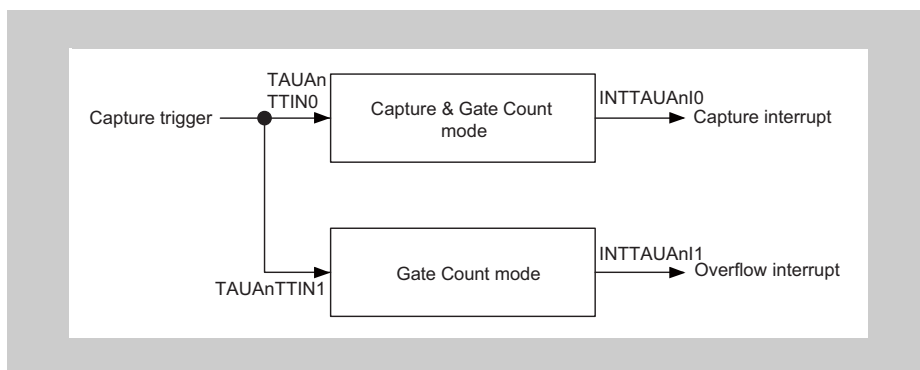 TAUAn
TTIN0
Capture trigger
Capture & Gate Count
mode
INTTAUAnI0
Capture interrupt
TAUAnTTIN1
Gate Count mode
INTTAUAnI1
Overflow interrupt